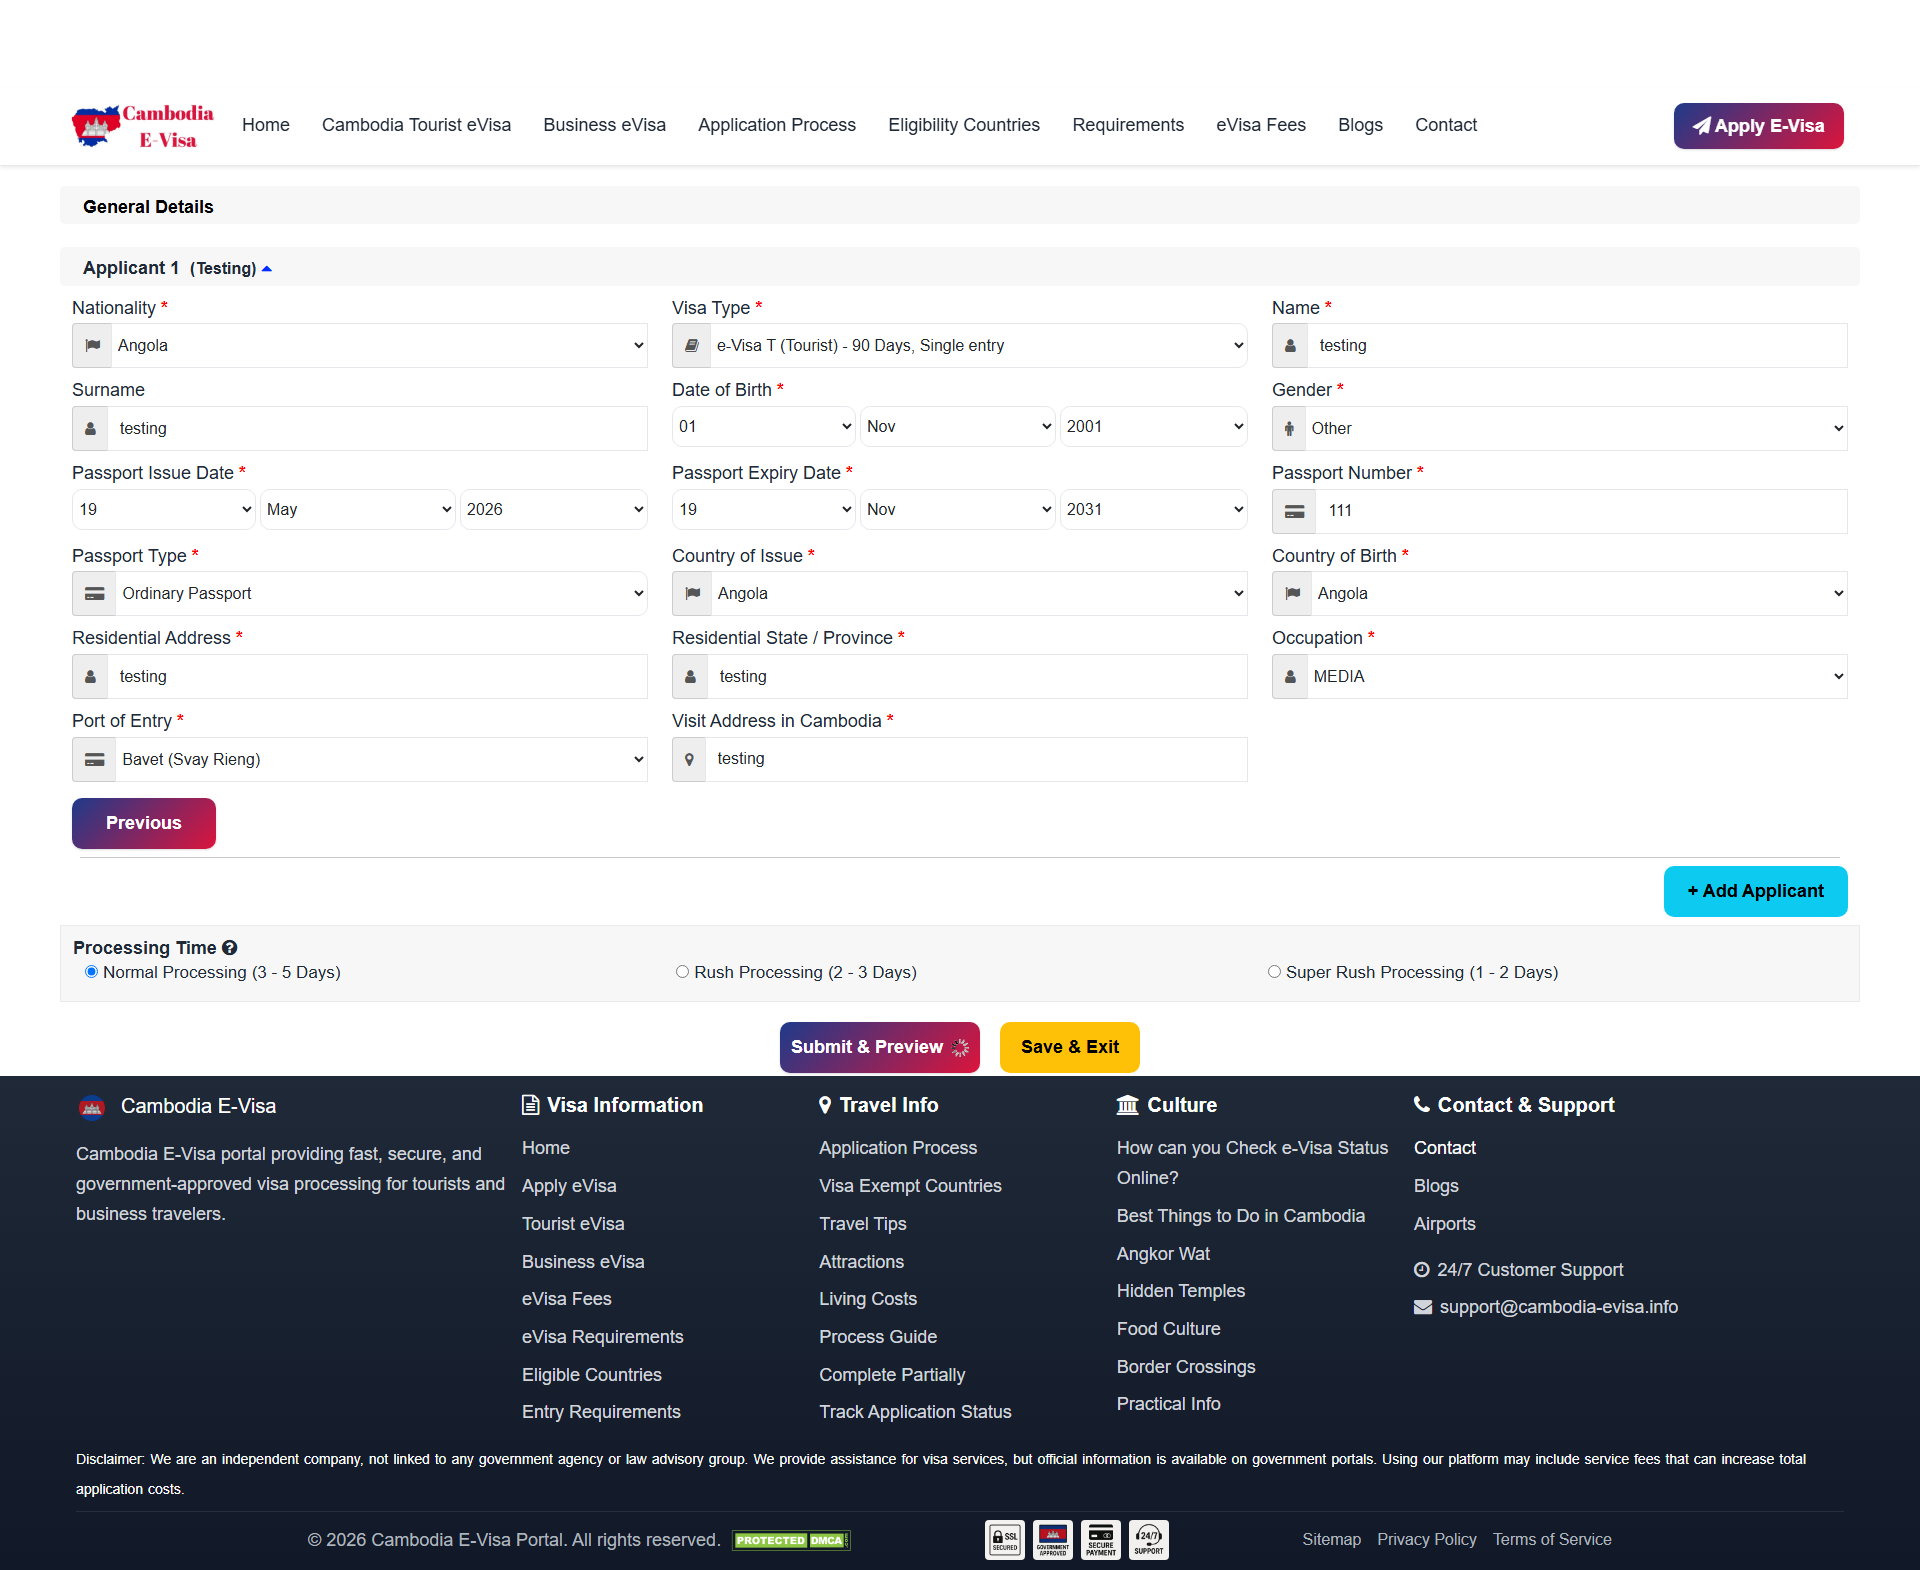 Cambodia
E-Visa
Home
Cambodia Tourist eVisa
Business eVisa
Application Process
Eligibility Countries
Requirements
eVisa Fees
Blogs
Contact
Apply E-Visa
General Details
Applicant 1 (Testing)
Nationality *
Angola
Visa Type *
e-Visa T (Tourist) - 90 Days, Single entry
Name *
testing
Surname
testing
Date of Birth *
01
Nov
2001
Gender *
Other
Passport Issue Date *
19
May
2026
Passport Expiry Date *
19
Nov
2031
Passport Number *
111
Passport Type *
Ordinary Passport
Country of Issue *
Angola
Country of Birth *
Angola
Residential Address *
testing
Residential State / Province *
testing
Occupation *
MEDIA
Port of Entry *
Bavet (Svay Rieng)
Visit Address in Cambodia *
testing
Previous
+ Add Applicant
Processing Time
Normal Processing (3 - 5 Days)
Rush Processing (2 - 3 Days)
Super Rush Processing (1 - 2 Days)
Submit & Preview
Save & Exit
Cambodia E-Visa
Cambodia E-Visa portal providing fast, secure, and
government-approved visa processing for tourists and
business travelers.
Visa Information
Home
Apply eVisa
Tourist eVisa
Business eVisa
eVisa Fees
eVisa Requirements
Eligible Countries
Entry Requirements
Travel Info
Application Process
Visa Exempt Countries
Travel Tips
Attractions
Living Costs
Process Guide
Complete Partially
Track Application Status
Culture
How can you Check e-Visa Status
Online?
Best Things to Do in Cambodia
Angkor Wat
Hidden Temples
Food Culture
Border Crossings
Practical Info
Contact & Support
Contact
Blogs
Airports
24/7 Customer Support
support@cambodia-evisa.info
Disclaimer: We are an independent company, not linked to any government agency or law advisory group. We provide assistance for visa services, but official information is available on government portals. Using our platform may include service fees that can increase total
application costs.
© 2026 Cambodia E-Visa Portal. All rights reserved.
PROTECTED DMCA
SSL
SECURED
GOVERNMENT
APPROVED
SECURE
PAYMENT
24/7
SUPPORT
Sitemap
Privacy Policy
Terms of Service